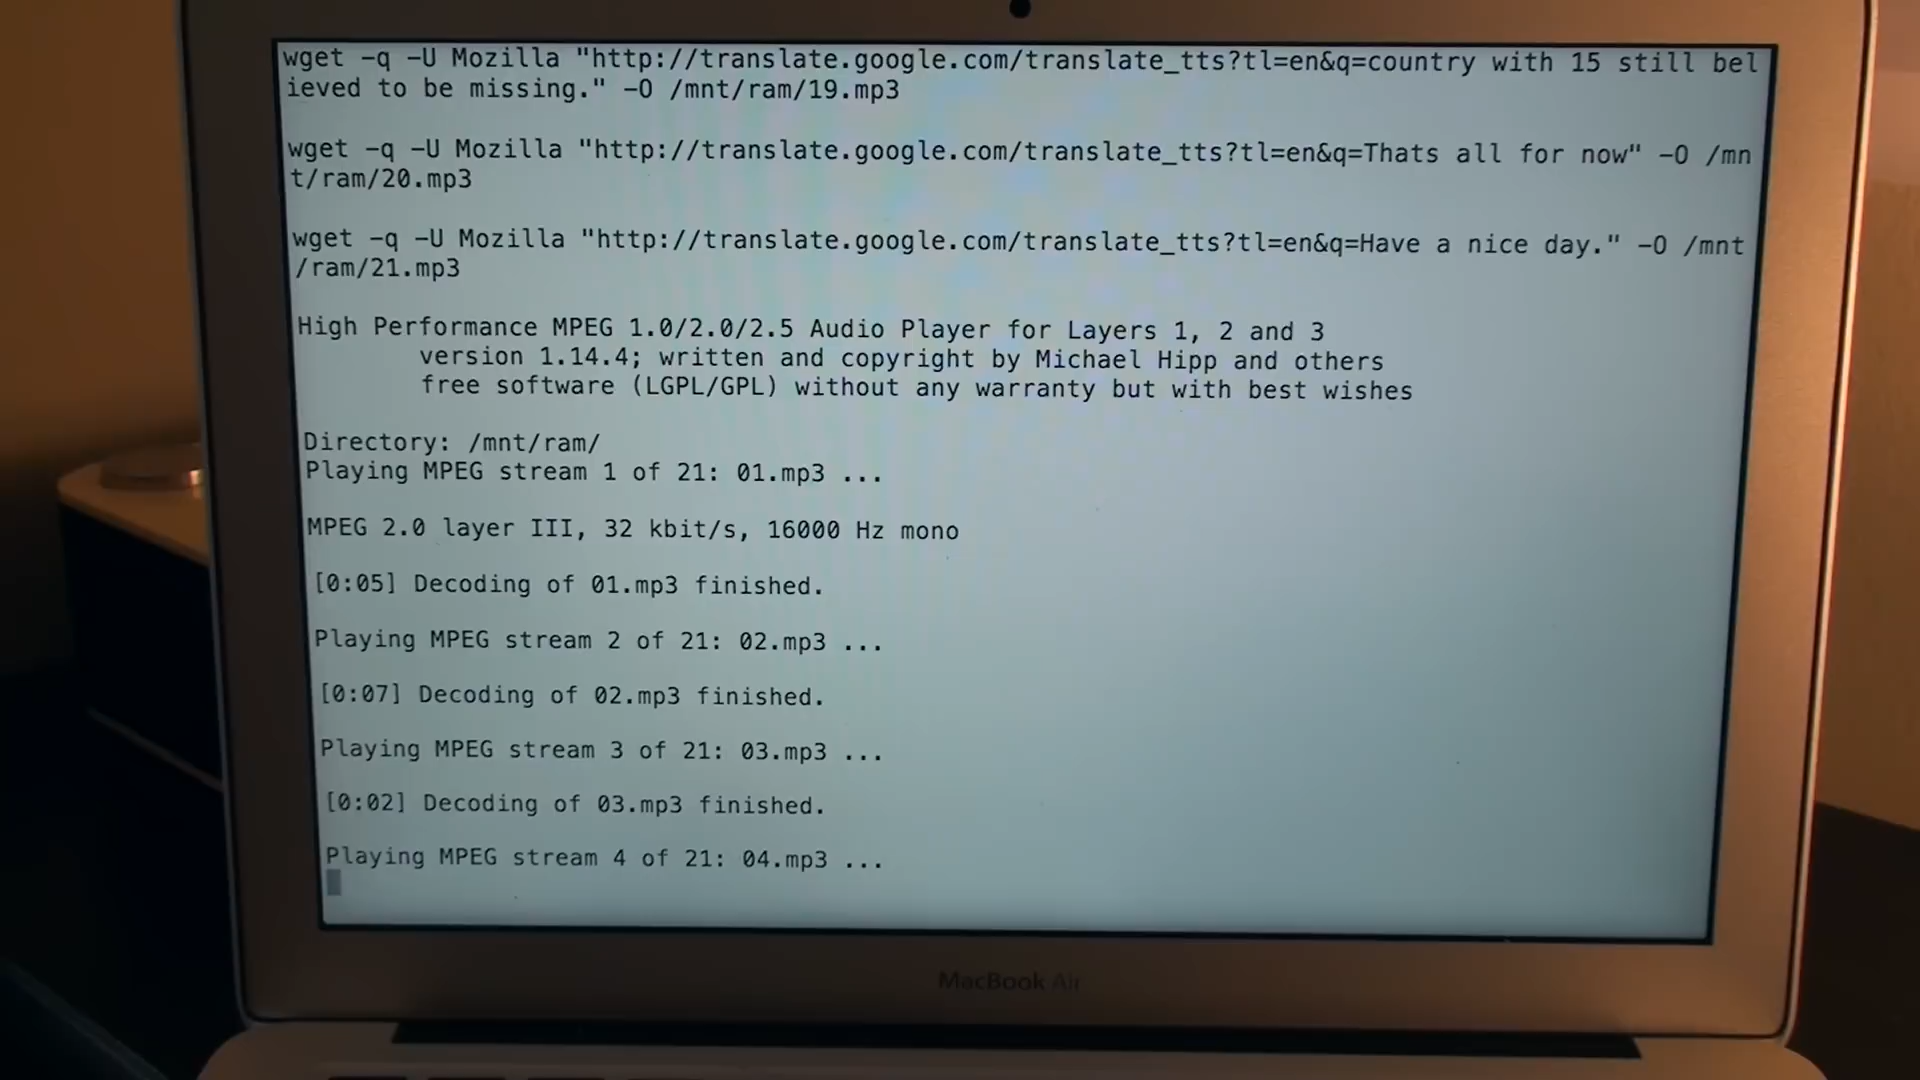 wget -q -U Mozilla "http://translate.google.com/translate_tts?tl=en&q=country with 15 still bel
ieved to be missing." -O /mnt/ram/19.mp3
wget -q -U Mozilla "http://translate.google.com/translate_tts?tl=en&q=Thats all for now" -O /mn
t/ram/20.mp3
wget -q -U Mozilla "http://translate.google.com/translate_tts?tl=en&q=Have a nice day." -O /mnt
/ram/21.mp3
High Performance MPEG 1.0/2.0/2.5 Audio Player for Layers 1, 2 and 3
version 1.14.4; written and copyright by Michael Hipp and others
free software (LGPL/GPL) without any warranty but with best wishes
Directory: /mnt/ram/
Playing MPEG stream 1 of 21: 01.mp3 ...
MPEG 2.0 layer III, 32 kbit/s, 16000 Hz mono
[0:05] Decoding of 01.mp3 finished.
Playing MPEG stream 2 of 21: 02.mp3 ...
[0:07] Decoding of 02.mp3 finished.
Playing MPEG stream 3 of 21: 03.mp3 ...
[0:02] Decoding of 03.mp3 finished.
Playing MPEG stream 4 of 21: 04.mp3 ...
MacBook Air